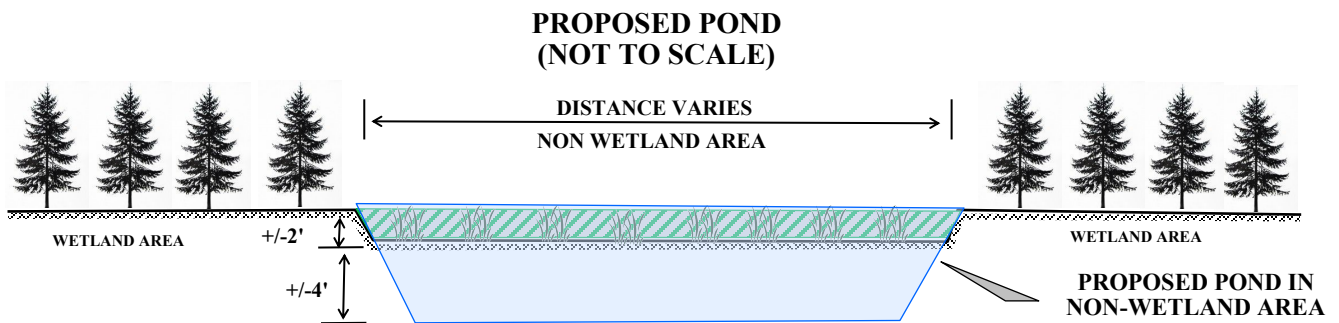 PROPOSED POND
(NOT TO SCALE)
DISTANCE VARIES
NON WETLAND AREA
WETLAND AREA
+/-2'
WETLAND AREA
+/-4'
PROPOSED POND IN
NON-WETLAND AREA